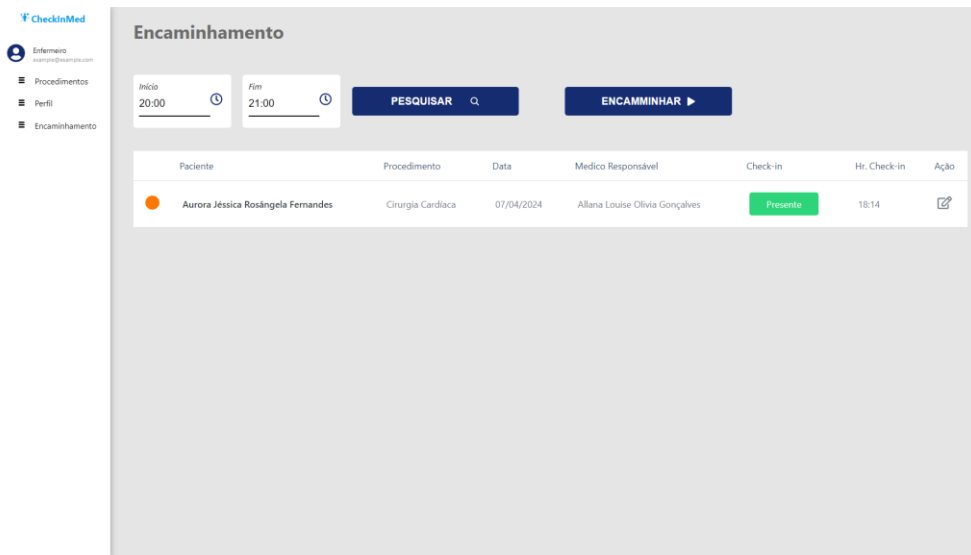 CheckinMed
Enfermeiro
example@example.com
Procedimentos
Perfil
Encaminhamento
Encaminhamento
Início
20:00
Fim
21:00
PESQUISAR
ENCAMMINHAR
Paciente Procedimento Data Medico Responsável Check-in Hr. Check-in Ação
Aurora Jéssica Rosângela Fernandes Cirurgia Cardíaca 07/04/2024 Allana Louise Olivia Gonçalves Presente 18:14